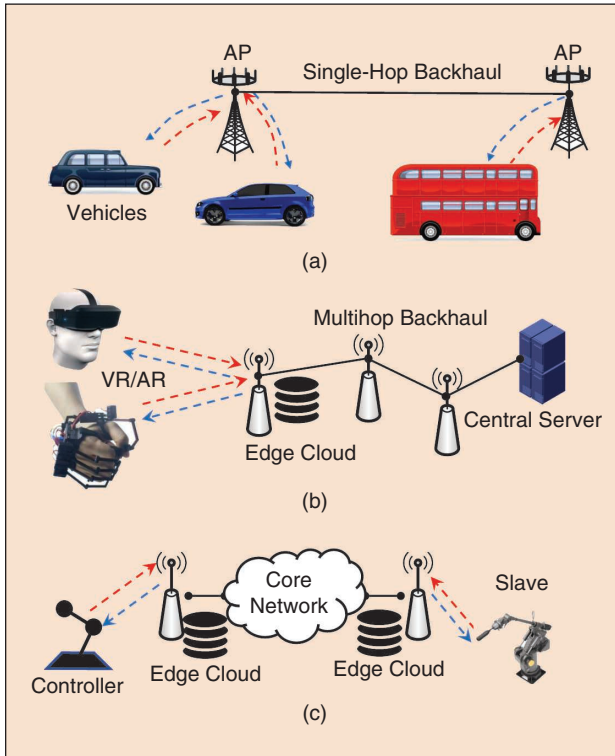 AP
AP
Single-Hop Backhaul
Vehicles
(a)
Multihop Backhaul
VR/AR
Central Server
Edge Cloud
(b)
Core
Network
Slave
Controller
Edge Cloud
Edge Cloud
(c)